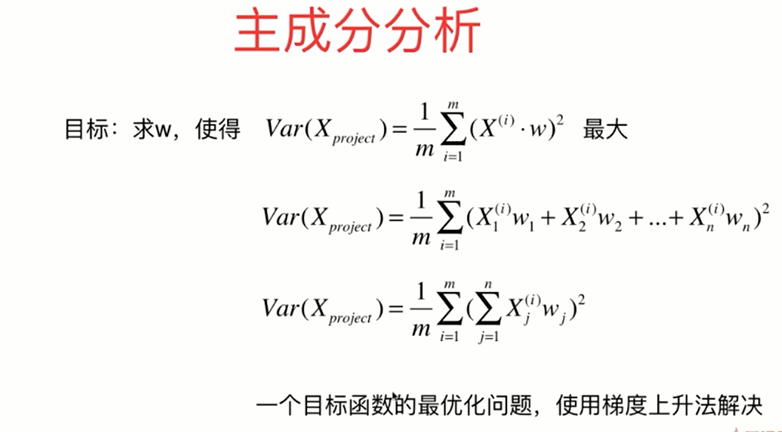 主成分分析
目标：求w，使得 Var(X_{project}) = \frac{1}{m} \sum_{i=1}^{m} (X^{(i)} \cdot w)^2 最大
Var(X_{project}) = \frac{1}{m} \sum_{i=1}^{m} (X_1^{(i)} w_1 + X_2^{(i)} w_2 + ... + X_n^{(i)} w_n)^2
Var(X_{project}) = \frac{1}{m} \sum_{i=1}^{m} (\sum_{j=1}^{n} X_j^{(i)} w_j)^2
一个目标函数的最优化问题，使用梯度上升法解决